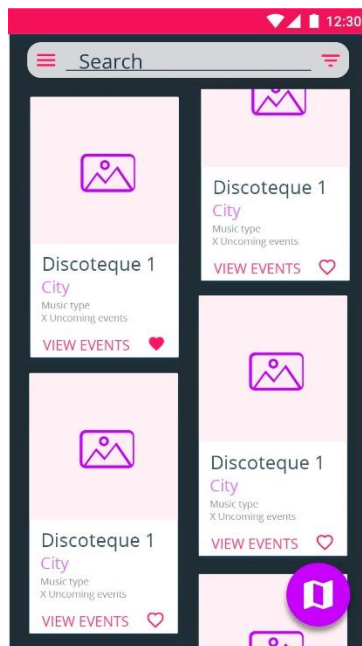 12:30
Search
Discoteque 1
City
Music type
X Uncoming events
VIEW EVENTS
Discoteque 1
City
Music type
X Uncoming events
VIEW EVENTS
Discoteque 1
City
Music type
X Uncoming events
VIEW EVENTS
Discoteque 1
City
Music type
X Uncoming events
VIEW EVENTS